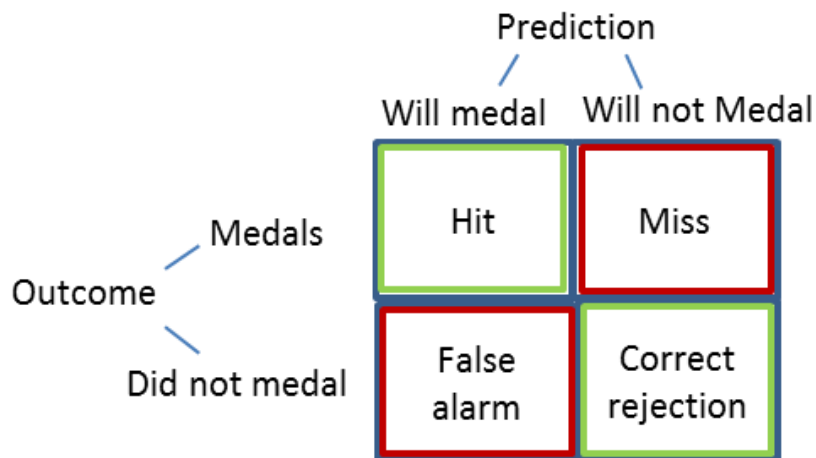 Prediction
Will medal Will not Medal
Medals Hit Miss
Outcome
Did not medal False alarm Correct rejection